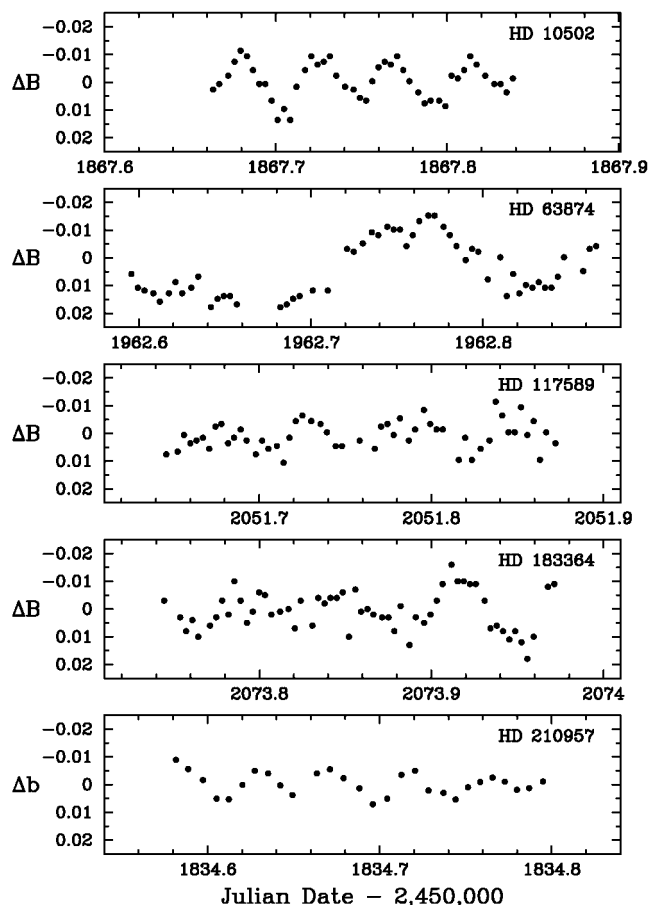 HD 10502
-0.02
-0.01
0
0.01
0.02
ΔB
1867.6 1867.7 1867.8 1867.9
HD 63874
-0.02
-0.01
0
0.01
0.02
ΔB
1962.6 1962.7 1962.8
HD 117589
-0.02
-0.01
0
0.01
0.02
ΔB
2051.7 2051.8 2051.9
HD 183364
-0.02
-0.01
0
0.01
0.02
ΔB
2073.8 2073.9 2074
HD 210957
-0.02
-0.01
0
0.01
0.02
Δb
1834.6 1834.7 1834.8
Julian Date − 2,450,000